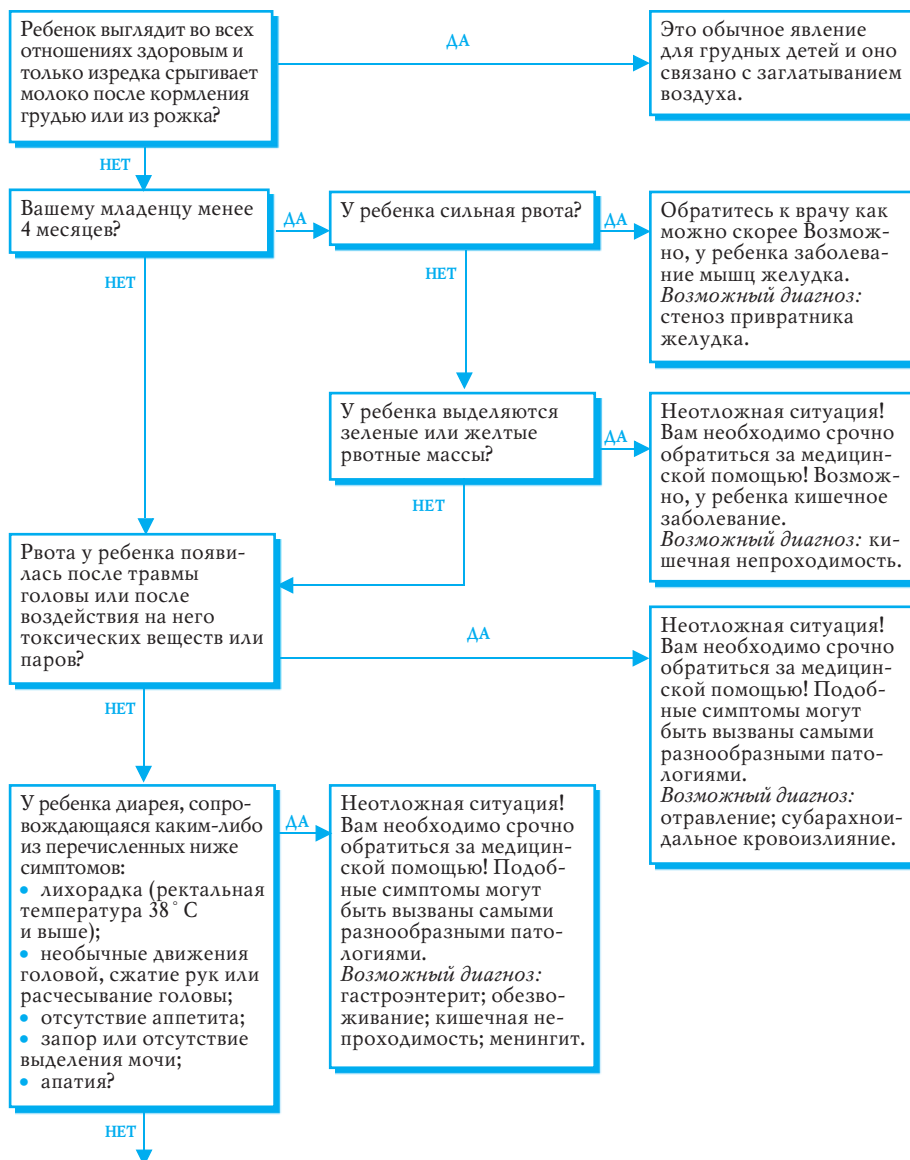 Ребенок выглядит во всех
отношениях здоровым и
только изредка срыгивает
молоко после кормления
грудью или из рожка?
ДА
Это обычное явление
для грудных детей и оно
связано с заглатыванием
воздуха.
НЕТ
Вашему младенцу менее
4 месяцев?
ДА
У ребенка сильная рвота?
ДА
Обратитесь к врачу как
можно скорее Возмож-
но, у ребенка заболева-
ние мышц желудка.
Возможный диагноз:
стеноз привратника
желудка.
НЕТ
НЕТ
У ребенка выделяются
зеленые или желтые
рвотные массы?
ДА
Неотложная ситуация!
Вам необходимо срочно
обратиться за медицин-
ской помощью! Возмож-
но, у ребенка кишечное
заболевание.
Возможный диагноз: ки-
шечная непроходимость.
НЕТ
Рвота у ребенка появи-
лась после травмы
головы или после
воздействия на него
токсических веществ или
паров?
ДА
Неотложная ситуация!
Вам необходимо срочно
обратиться за медицин-
ской помощью! Подоб-
ные симптомы могут
быть вызваны самыми
разнообразными пато-
логиями.
Возможный диагноз:
отравление; субарахнои-
дальное кровоизлияние.
НЕТ
У ребенка диарея, сопро-
вождающаяся каким-либо
из перечисленных ниже
симптомов:
• лихорадка (ректальная
температура 38° С
и выше);
• необычные движения
головой, сжатие рук или
расчесывание головы;
• отсутствие аппетита;
• запор или отсутствие
выделения мочи;
• апатия?
ДА
Неотложная ситуация!
Вам необходимо срочно
обратиться за медицин-
ской помощью! Подоб-
ные симптомы могут
быть вызваны самыми
разнообразными пато-
логиями.
Возможный диагноз:
гастроэнтерит; обезво-
живание; кишечная не-
проходимость; менингит.
НЕТ